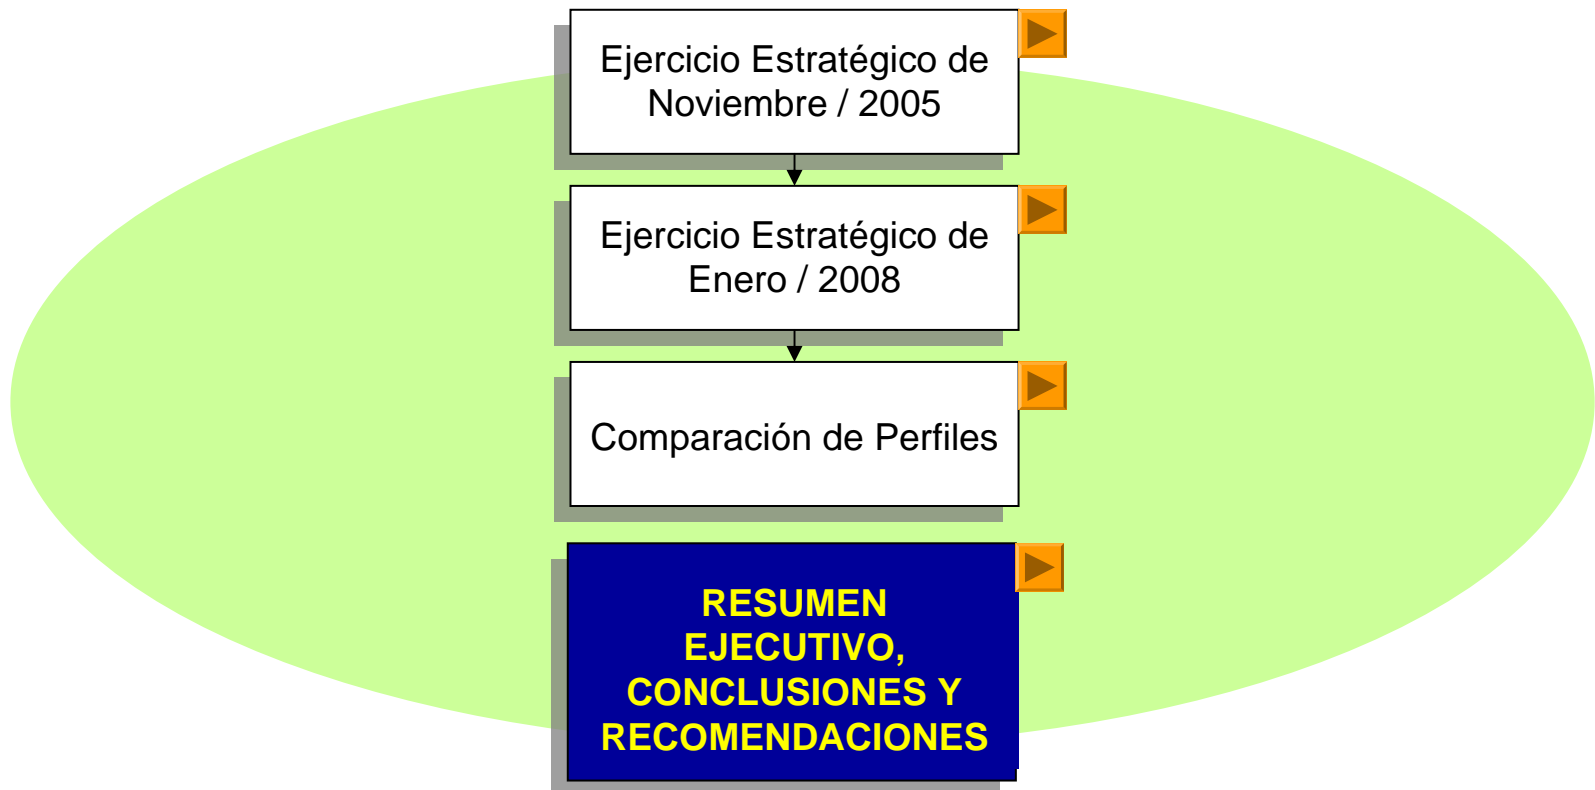 Ejercicio Estratégico de
Noviembre / 2005
Ejercicio Estratégico de
Enero / 2008
Comparación de Perfiles
RESUMEN
EJECUTIVO,
CONCLUSIONES Y
RECOMENDACIONES